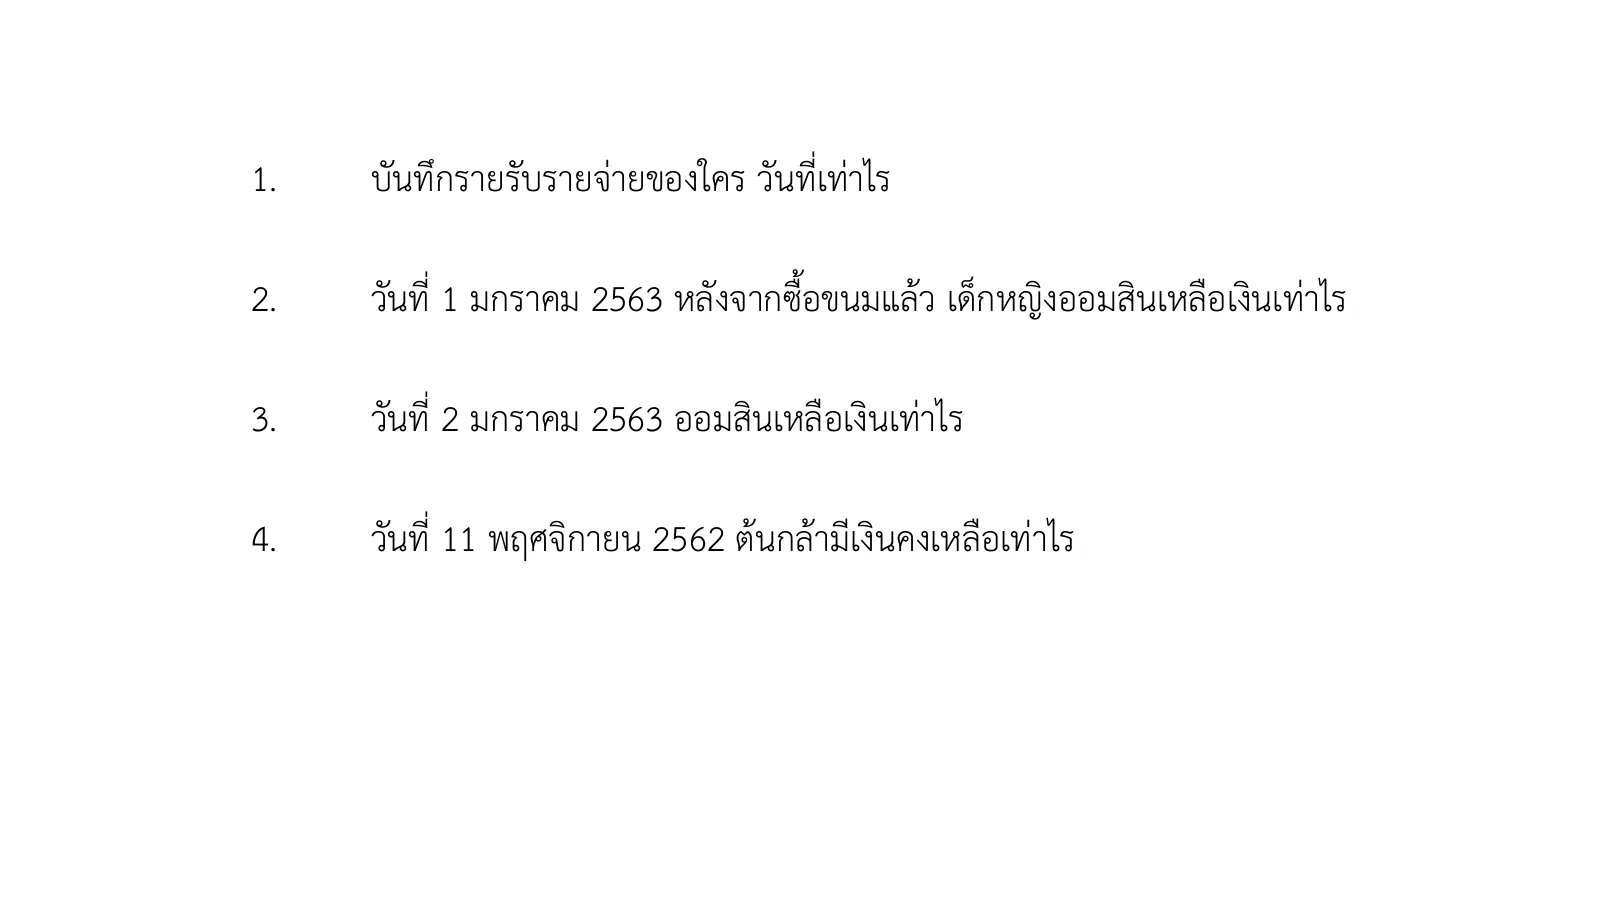 1. บันทึกรายรับรายจ่ายของใคร วันที่เท่าไร
2. วันที่ 1 มกราคม 2563 หลังจากซื้อขนมแล้ว เด็กหญิงออมสินเหลือเงินเท่าไร
3. วันที่ 2 มกราคม 2563 ออมสินเหลือเงินเท่าไร
4. วันที่ 11 พฤศจิกายน 2562 ต้นกล้ามีเงินคงเหลือเท่าไร